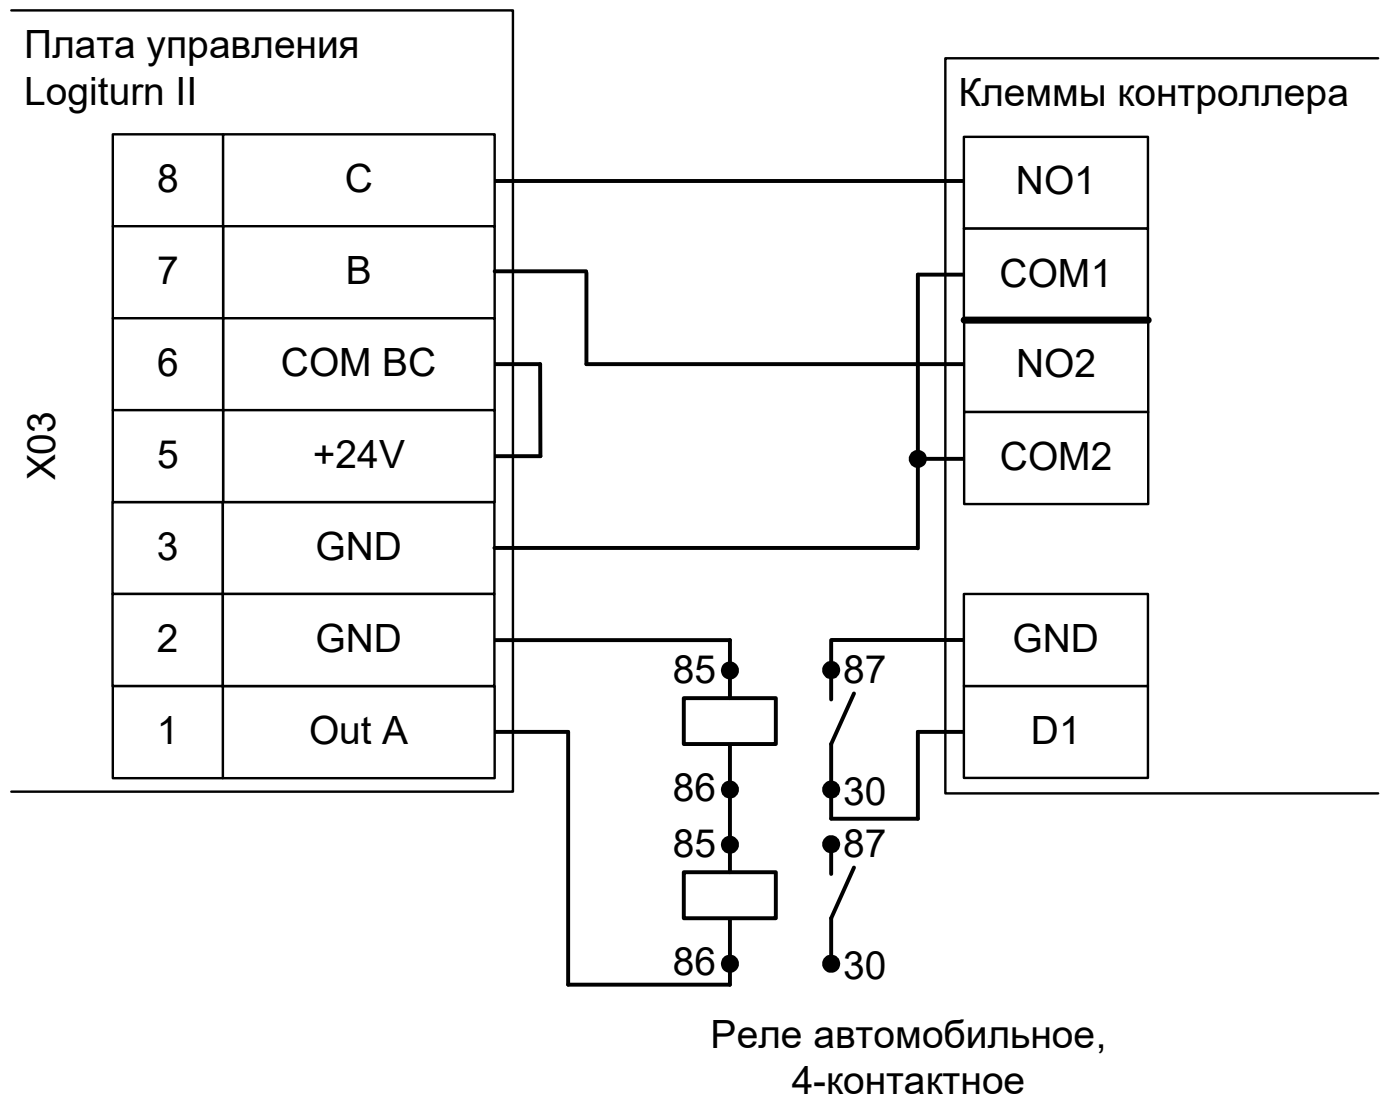 Плата управления
Logiturn II
Клеммы контроллера
X03
8 C
7 B
6 COM BC
5 +24V
3 GND
2 GND
1 Out A
NO1
COM1
NO2
COM2
GND
D1
85
87
86
30
85
87
86
30
Реле автомобильное,
4-контактное